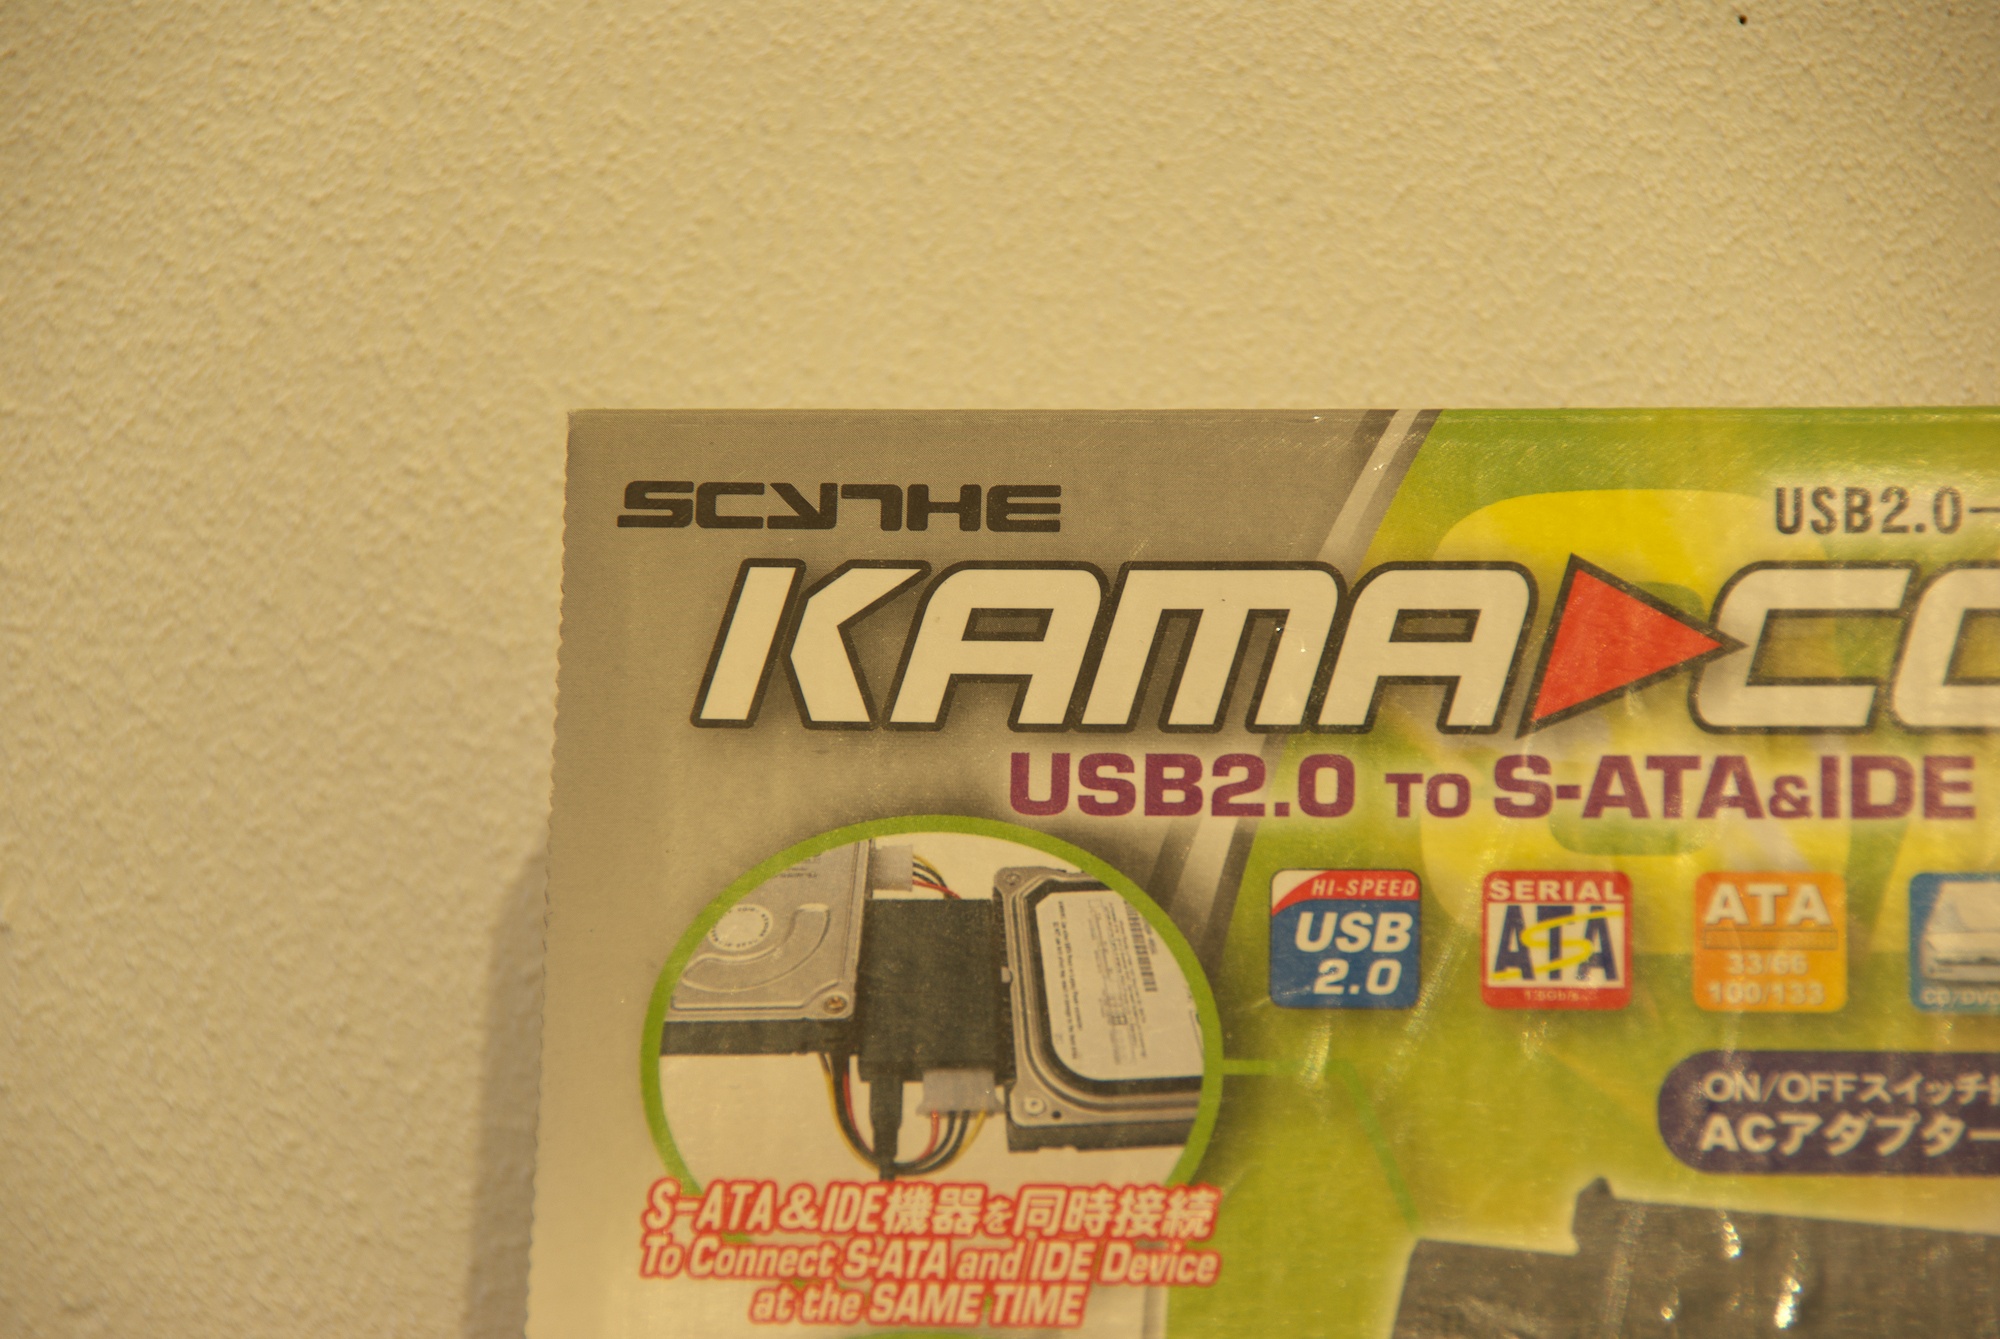 SCYTHE
USB2.0
KAMA
USB2.0 TO S-ATA&IDE
HI-SPEED
USB
2.0
SERIAL
ATA
ATA
33/66
100/133
CD/DVD
ON/OFFスイッチ
ACアダプター
S-ATA&IDE機器を同時接続
To Connect S-ATA and IDE Device
at the SAME TIME